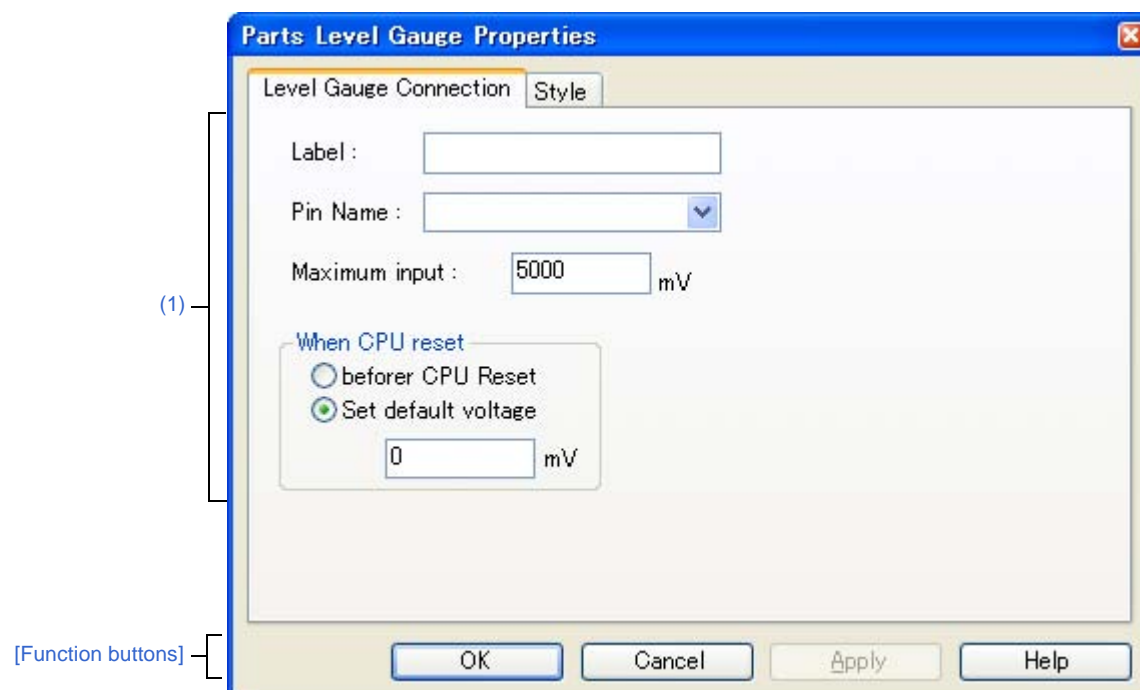 Parts Level Gauge Properties
Level Gauge Connection Style
Label :
Pin Name :
Maximum input : 5000 mV
(1)
When CPU reset
beforer CPU Reset
Set default voltage
0 mV
[Function buttons]
OK Cancel Apply Help